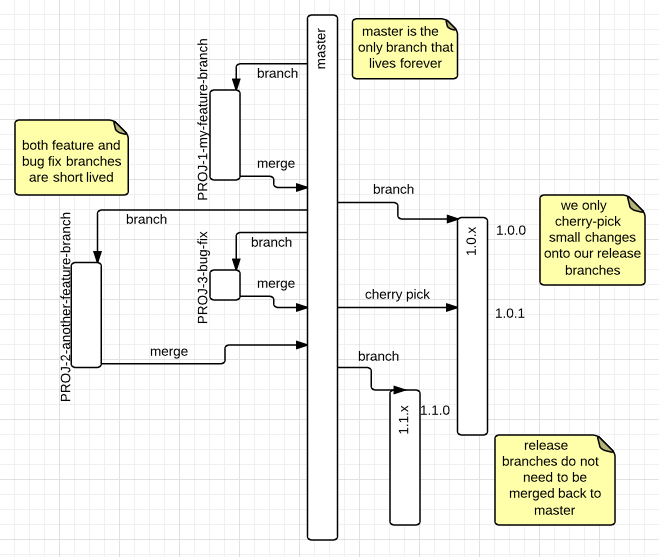 master
master is the
only branch that
lives forever
PROJ-1-my-feature-branch
branch
both feature and
bug fix branches
are short lived
merge
branch
we only
cherry-pick
small changes
onto our release
branches
PROJ-2-another-feature-branch
branch
PROJ-3-bug-fix
branch
1.0.x
1.0.0
merge
cherry pick
1.0.1
merge
branch
1.1.x
1.1.0
release
branches do not
need to be
merged back to
master